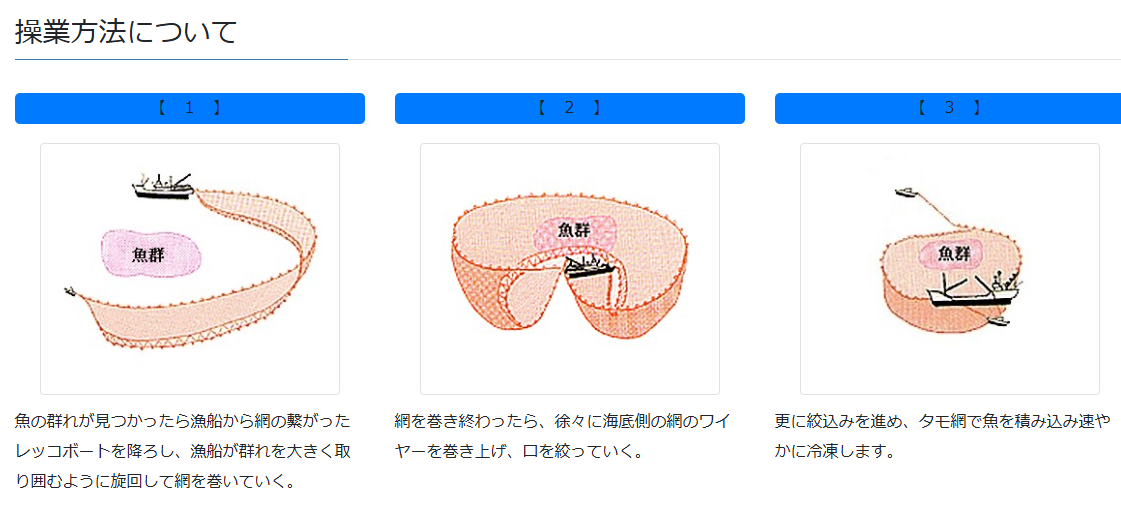 操業方法について
【 1 】
魚群
魚の群れが見つかったら漁船から網の繋がった
レッコボートを降ろし、漁船が群れを大きく取
り囲むように旋回して網を巻いていく。
【 2 】
魚群
網を巻き終わったら、徐々に海底側の網のワイ
ヤーを巻き上げ、口を絞っていく。
【 3 】
魚群
更に絞込みを進め、タモ網で魚を積み込み速や
かに冷凍します。